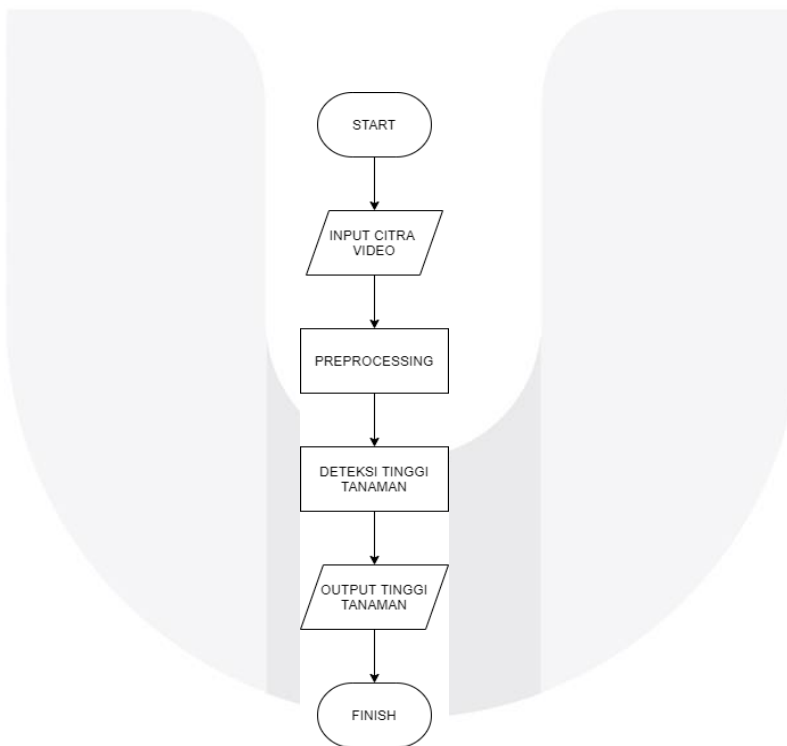 START
INPUT CITRA
VIDEO
PREPROCESSING
DETEKSI TINGGI
TANAMAN
OUTPUT TINGGI
TANAMAN
FINISH